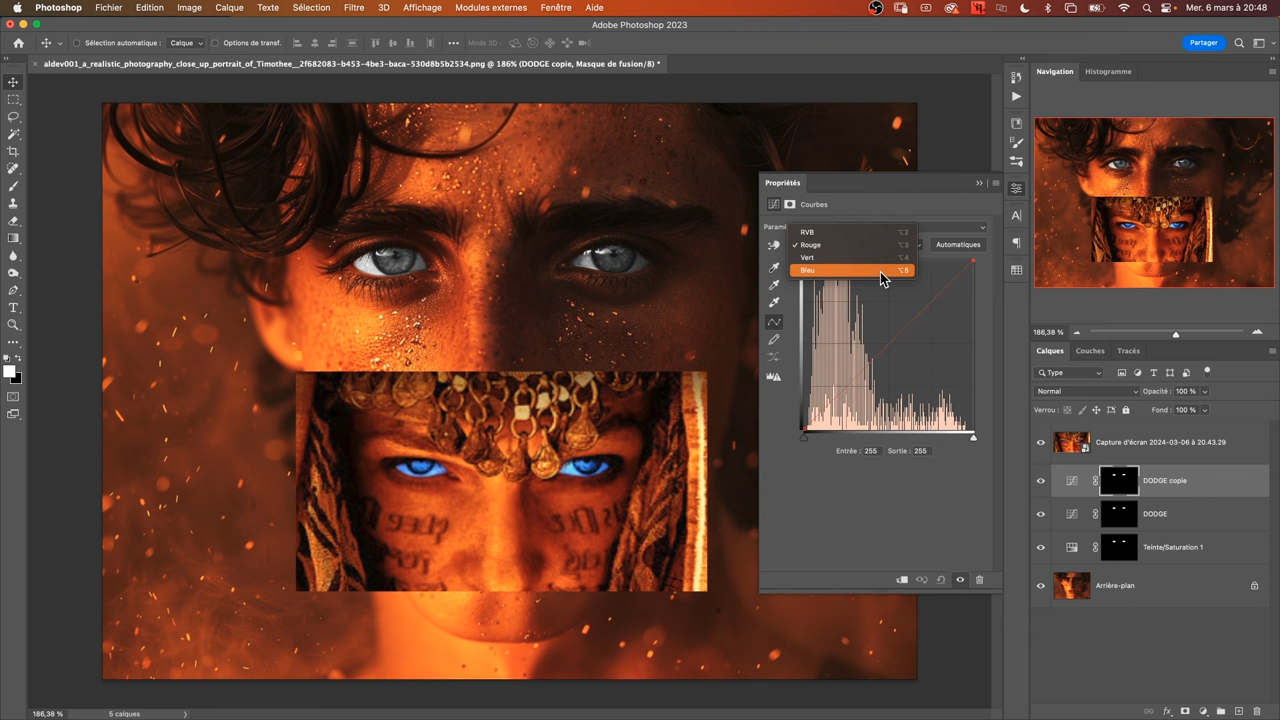 Photoshop Fichier Edition Image Calque Texte Sélection Filtre 3D Affichage Modules externes Fenêtre Aide Mer. 6 mars à 20:48
Adobe Photoshop 2023
Sélection automatique : Calque Options de transf. Mode 3D : Partager
aldev001_a_realistic_photography_close_up_portrait_of_Timothee__2f682083-b453-4be3-baca-530d8b5b2534.png @ 186% (DODGE copie, Masque de fusion/8) *
Navigation Histogramme
Propriétés
Courbes
RVB ⌥2
Rouge ⌥3
Vert ⌥4
Bleu ⌥5
Automatiques
Entrée : 255 Sortie : 255
186,38 %
Calques Couches Tracés
Type
Normal Opacité : 100 %
Verrou : Fond : 100 %
Capture d'écran 2024-03-06 à 20.43.29
DODGE copie
DODGE
Teinte/Saturation 1
Arrière-plan
186,38 % 5 calques